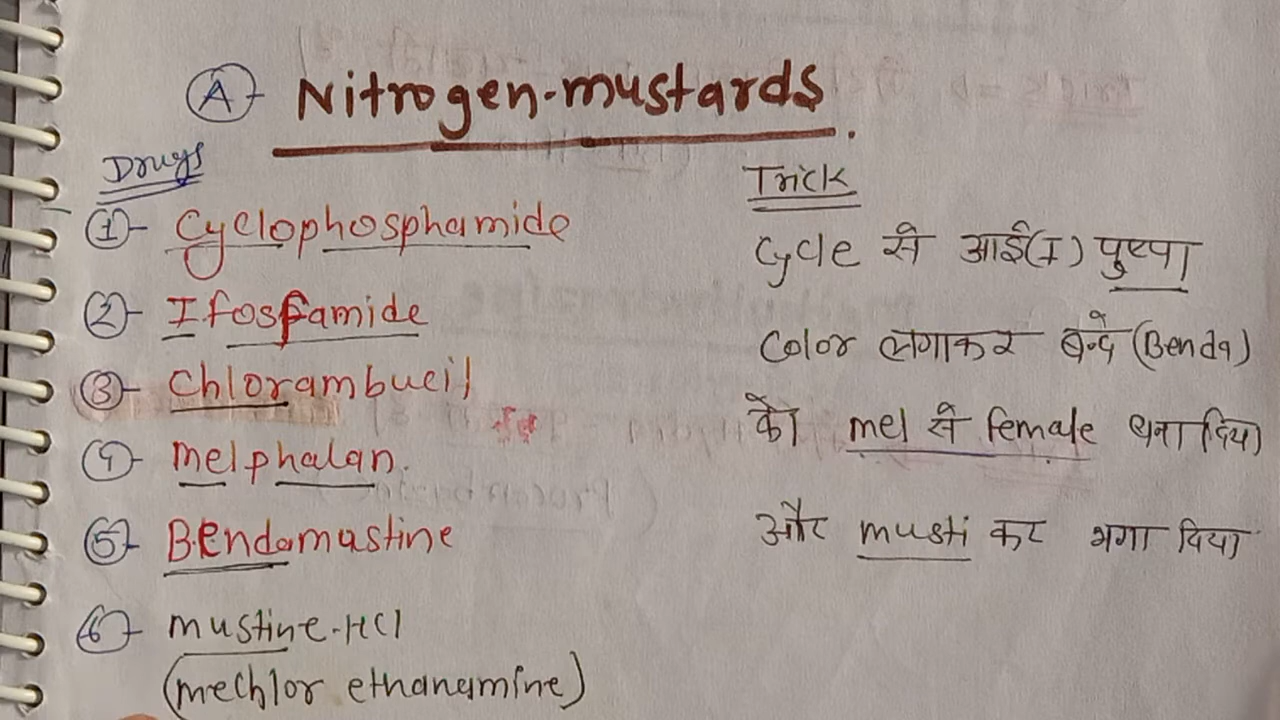 A- Nitrogen-mustards.
Drugs
1- Cyclophosphamide
2- Ifosfamide
3- Chlorambucil
4- melphalan.
5- Bendamustine
6- mustine-HCl
(mechlor ethanamine)
Trick
Cycle से आई(I) पुष्पा
Color लगाकर बन्दे (Benda)
को mel से female बना दिया
और musti कर भगा दिया